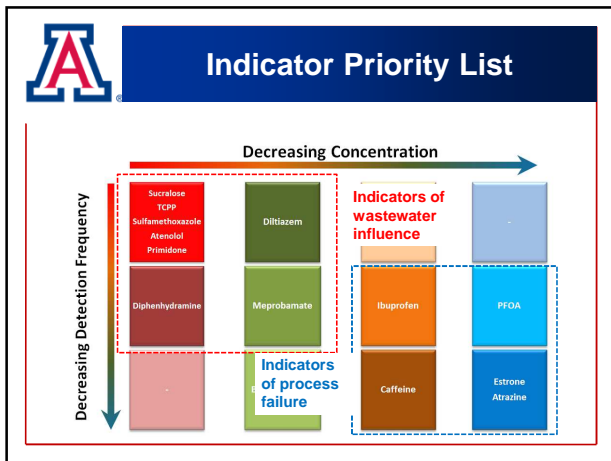 A
®
Indicator Priority List
Decreasing Concentration
Decreasing Detection Frequency
Sucralose
TCPP
Sulfamethoxazole
Atenolol
Primidone
Diltiazem
Indicators of
wastewater
influence
-
Diphenhydramine
Meprobamate
Ibuprofen
PFOA
-
Indicators
of process
failure
Caffeine
Estrone
Atrazine